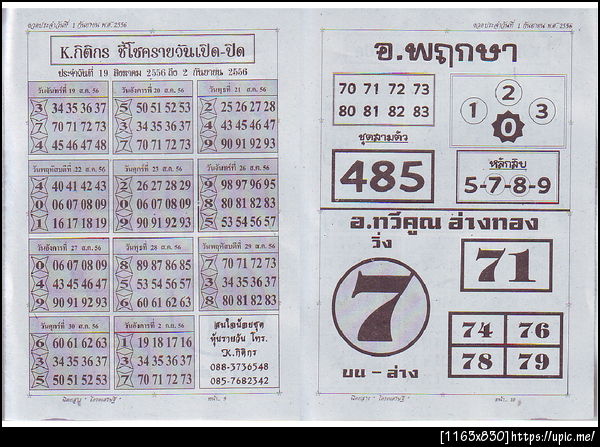 งวดประจำวันที่ 1 กันยายน พ.ศ. 2556
K.กิติกร ชี้โชครายวันเปิด-ปิด
ประจำวันที่ 19 สิงหาคม 2556 ถึง 2 กันยายน 2556
วันจันทร์ที่ 19 ส.ค. 56
3 34 35 36 37
7 70 71 72 73
4 45 46 47 48
วันอังคารที่ 20 ส.ค. 56
5 50 51 52 53
3 34 35 36 37
7 70 71 72 73
วันพุธที่ 21 ส.ค. 56
2 25 26 27 28
4 43 45 46 47
9 90 91 92 93
วันพฤหัสบดีที่ 22 ส.ค. 56
4 40 41 42 43
0 06 07 08 09
1 16 17 18 19
วันศุกร์ที่ 23 ส.ค. 56
2 26 27 28 29
0 06 07 08 09
9 90 91 92 93
วันจันทร์ที่ 26 ส.ค. 56
9 98 97 96 95
8 80 81 82 83
5 53 54 56 57
วันอังคารที่ 27 ส.ค. 56
0 06 07 08 09
4 43 45 46 47
9 90 91 92 93
วันพุธที่ 28 ส.ค. 56
8 89 87 86 85
5 53 54 56 57
6 60 61 62 63
วันพฤหัสบดีที่ 29 ส.ค. 56
7 70 71 72 73
3 34 35 36 37
8 80 81 82 83
วันศุกร์ที่ 30 ส.ค. 56
6 60 61 62 63
3 34 35 36 37
5 50 51 52 53
วันจันทร์ที่ 2 ก.ย. 56
1 19 18 17 16
3 34 35 36 37
7 70 71 72 73
สนใจน้อยชุด
หุ้นรายวัน โทร.
K.กิติกร
088-3736548
085-7682342
งวดประจำวันที่ 1 กันยายน พ.ศ. 2556
อ.พฤกษา
70 71 72 73
80 81 82 83
1 2 3
0
ชุดสามตัว
485
หลักสิบ
5-7-8-9
อ.ทวีคูณ อ่างทอง
วิ่ง
7
บน - ล่าง
71
74 76
78 79
[1163x830]https://upic.me/